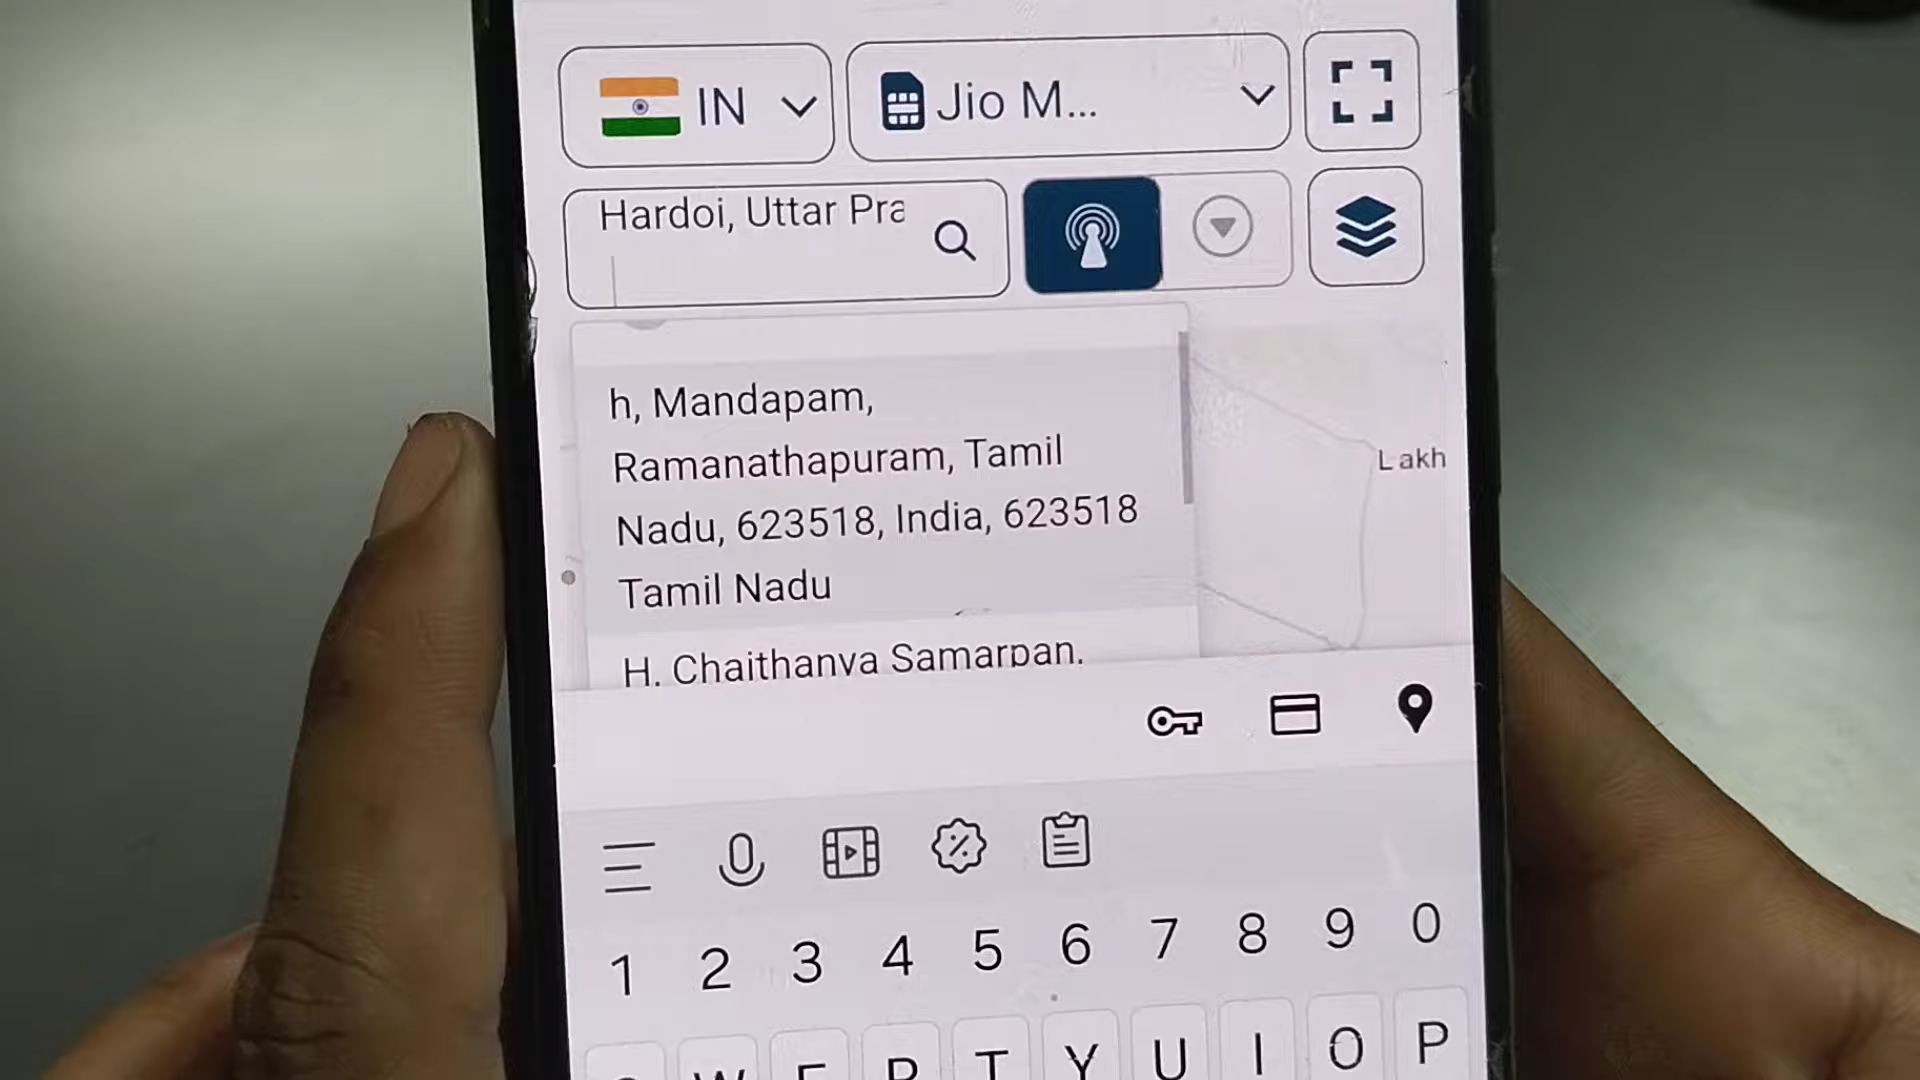 IN
Jio M...
Hardoi, Uttar Pra
h, Mandapam,
Ramanathapuram, Tamil
Nadu, 623518, India, 623518
Tamil Nadu
H. Chaithanya Samarpan.
Lakh
1 2 3 4 5 6 7 8 9 0
W E R T Y U I O P